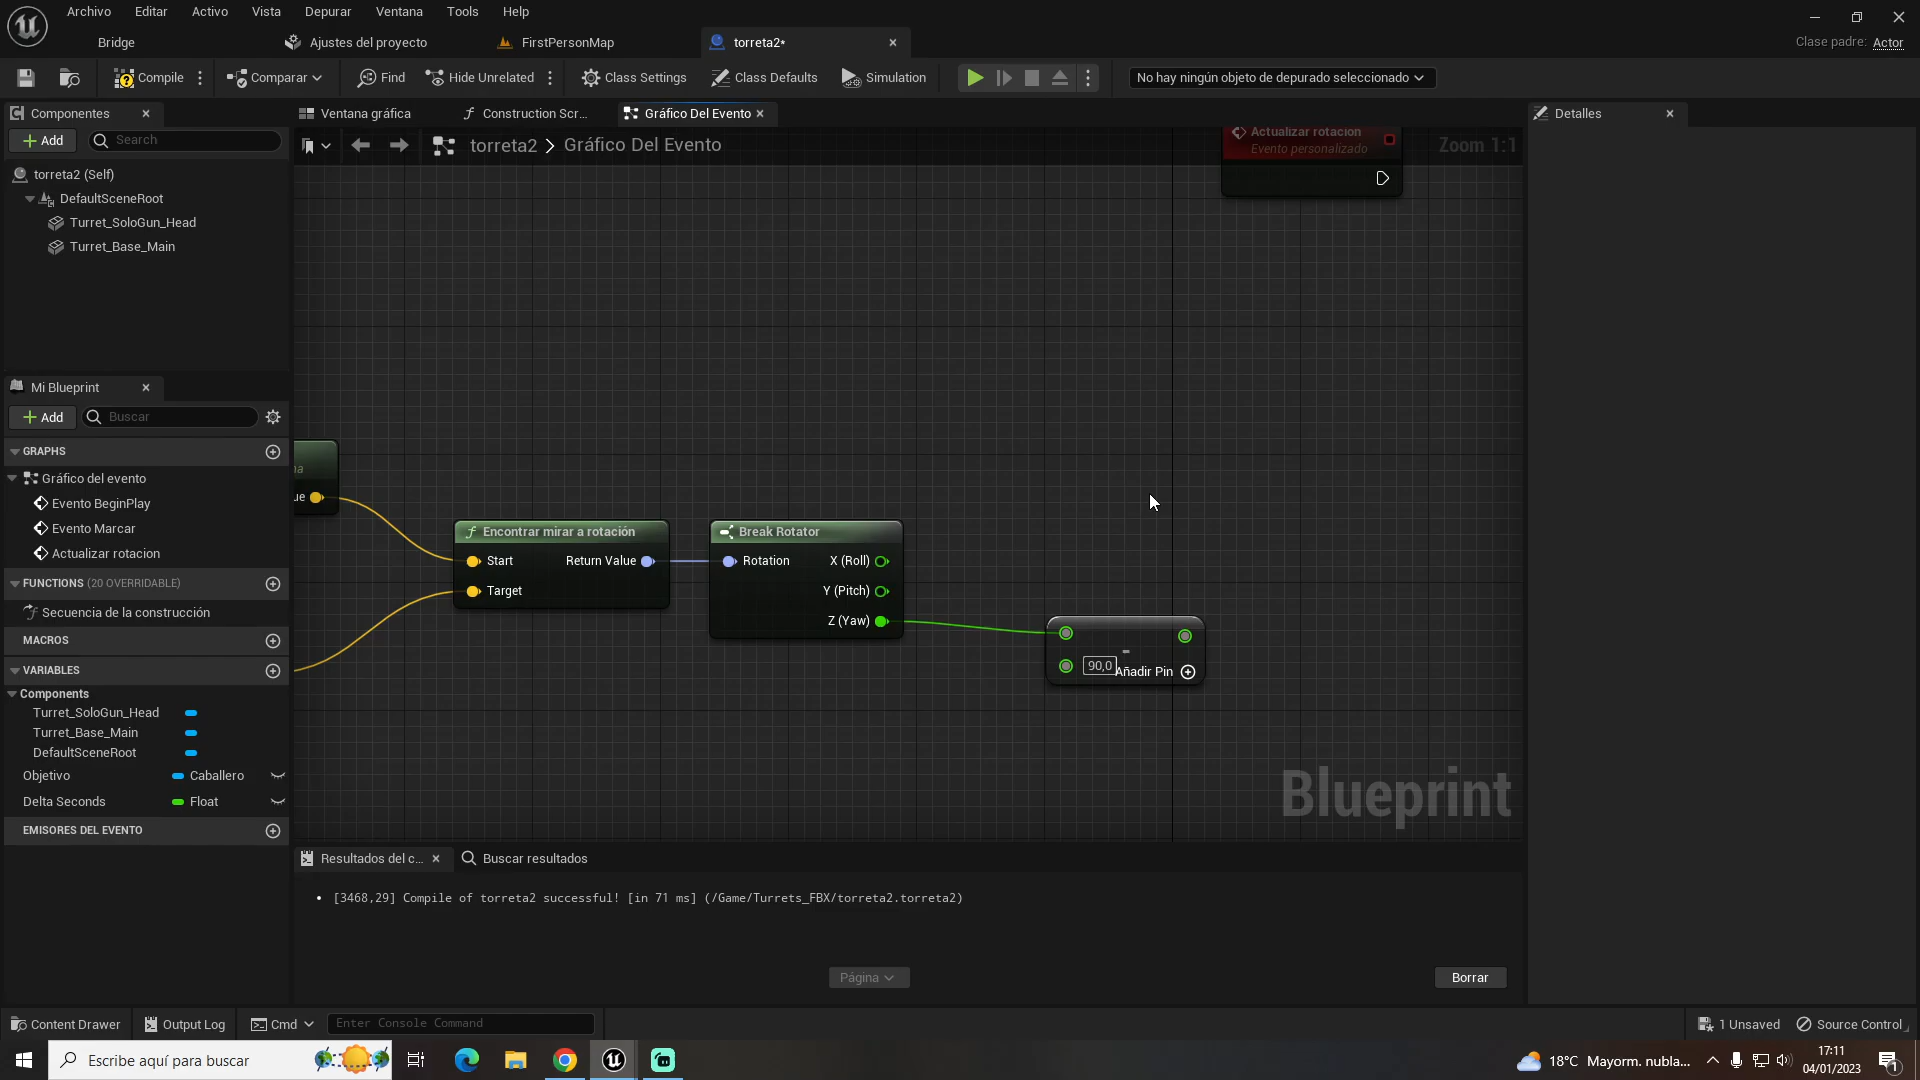 Archivo Editar Activo Vista Depurar Ventana Tools Help
Bridge Ajustes del proyecto FirstPersonMap torreta2* Clase padre: Actor
Compile Comparar Find Hide Unrelated Class Settings Class Defaults Simulation No hay ningún objeto de depurado seleccionado
Componentes Ventana gráfica Construction Scr... Gráfico Del Evento Detalles
Add Search torreta2 > Gráfico Del Evento Zoom 1:1
Actualizar rotacion
Evento personalizado
torreta2 (Self)
DefaultSceneRoot
Turret_SoloGun_Head
Turret_Base_Main
Mi Blueprint
Add Buscar
GRAPHS
Gráfico del evento
Evento BeginPlay
Evento Marcar
Actualizar rotacion
FUNCTIONS (20 OVERRIDABLE)
Secuencia de la construcción
MACROS
VARIABLES
Components
Turret_SoloGun_Head
Turret_Base_Main
DefaultSceneRoot
Objetivo Caballero
Delta Seconds Float
EMISORES DEL EVENTO
na
ue
Encontrar mirar a rotación
Start Return Value
Target
Break Rotator
Rotation X (Roll)
Y (Pitch)
Z (Yaw)
-
90,0 Añadir Pin
Blueprint
Resultados del c... Buscar resultados
• [3468,29] Compile of torreta2 successful! [in 71 ms] (/Game/Turrets_FBX/torreta2.torreta2)
Página Borrar
Content Drawer Output Log Cmd Enter Console Command 1 Unsaved Source Control
Escribe aquí para buscar 18°C Mayorm. nubla... 17:11
04/01/2023
1